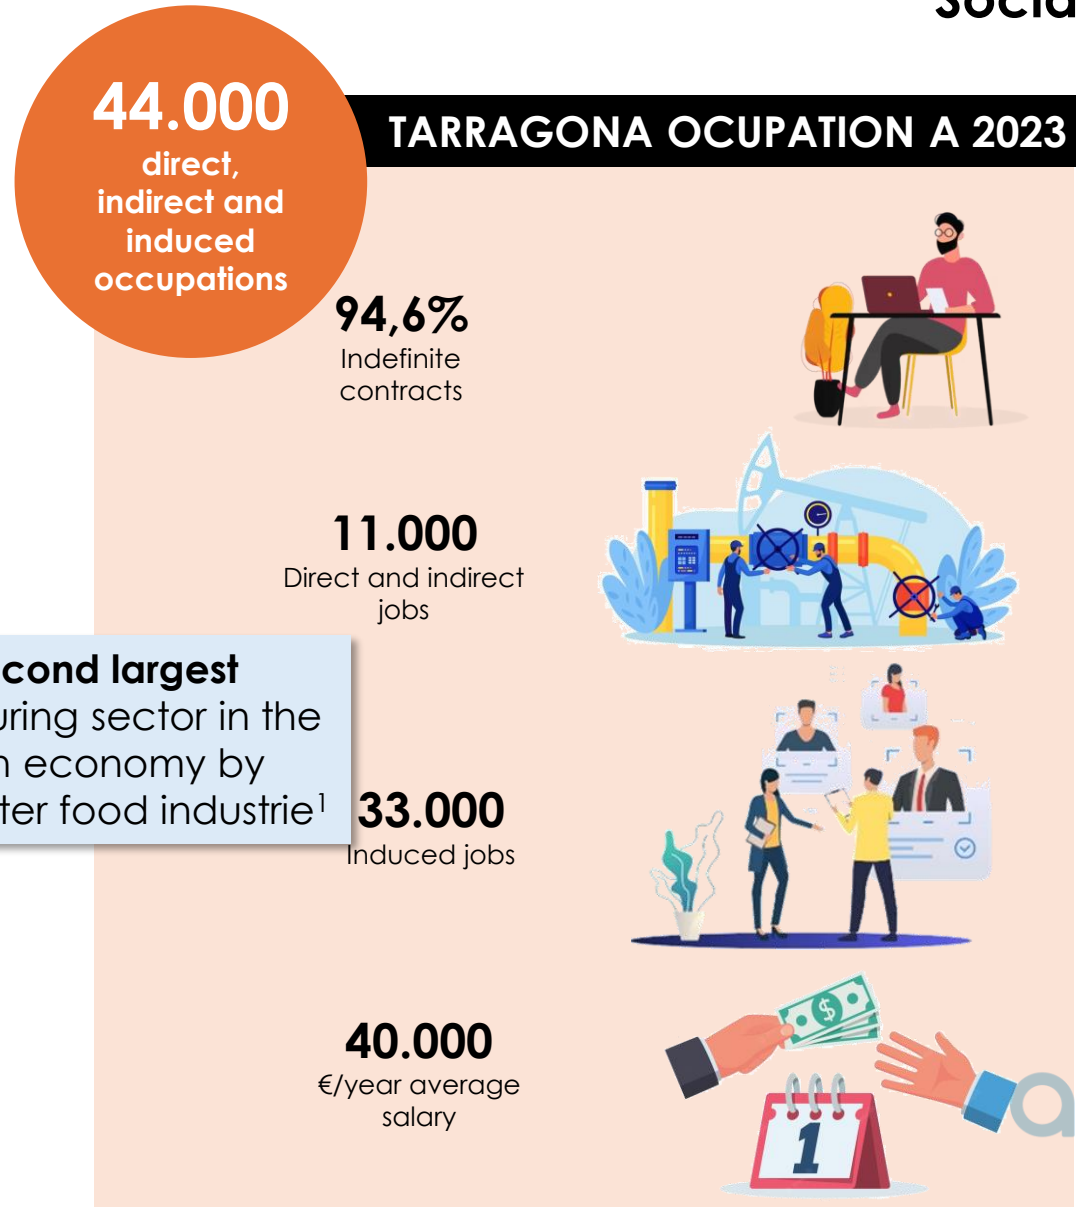 44.000
direct,
indirect and
induced
occupations
TARRAGONA OCUPATION A 2023
94,6%
Indefinite
contracts
11.000
Direct and indirect
jobs
cond largest
uring sector in the
economy by
ter food industrie¹
33.000
Induced jobs
40.000
€/year average
salary
1